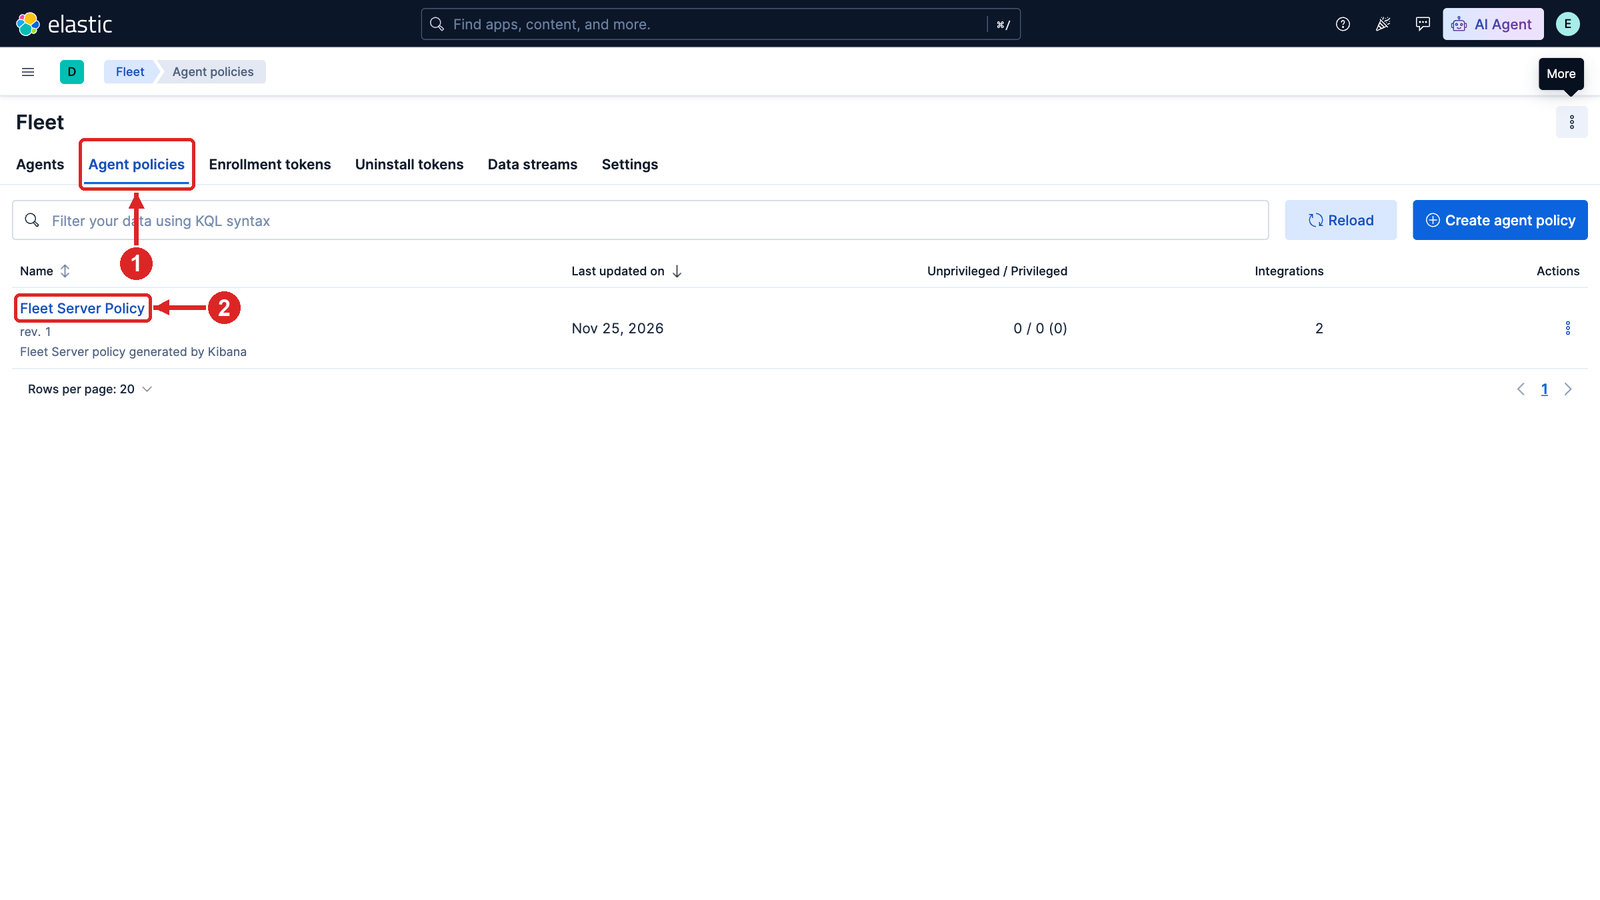 elastic
Find apps, content, and more.
⌘/
AI Agent
E
D
Fleet
Agent policies
More
Fleet
Agents
Agent policies
Enrollment tokens
Uninstall tokens
Data streams
Settings
Filter your data using KQL syntax
Reload
Create agent policy
1
Name
Last updated on
Unprivileged / Privileged
Integrations
Actions
Fleet Server Policy
2
rev. 1
Fleet Server policy generated by Kibana
Nov 25, 2026
0 / 0 (0)
2
Rows per page: 20
1